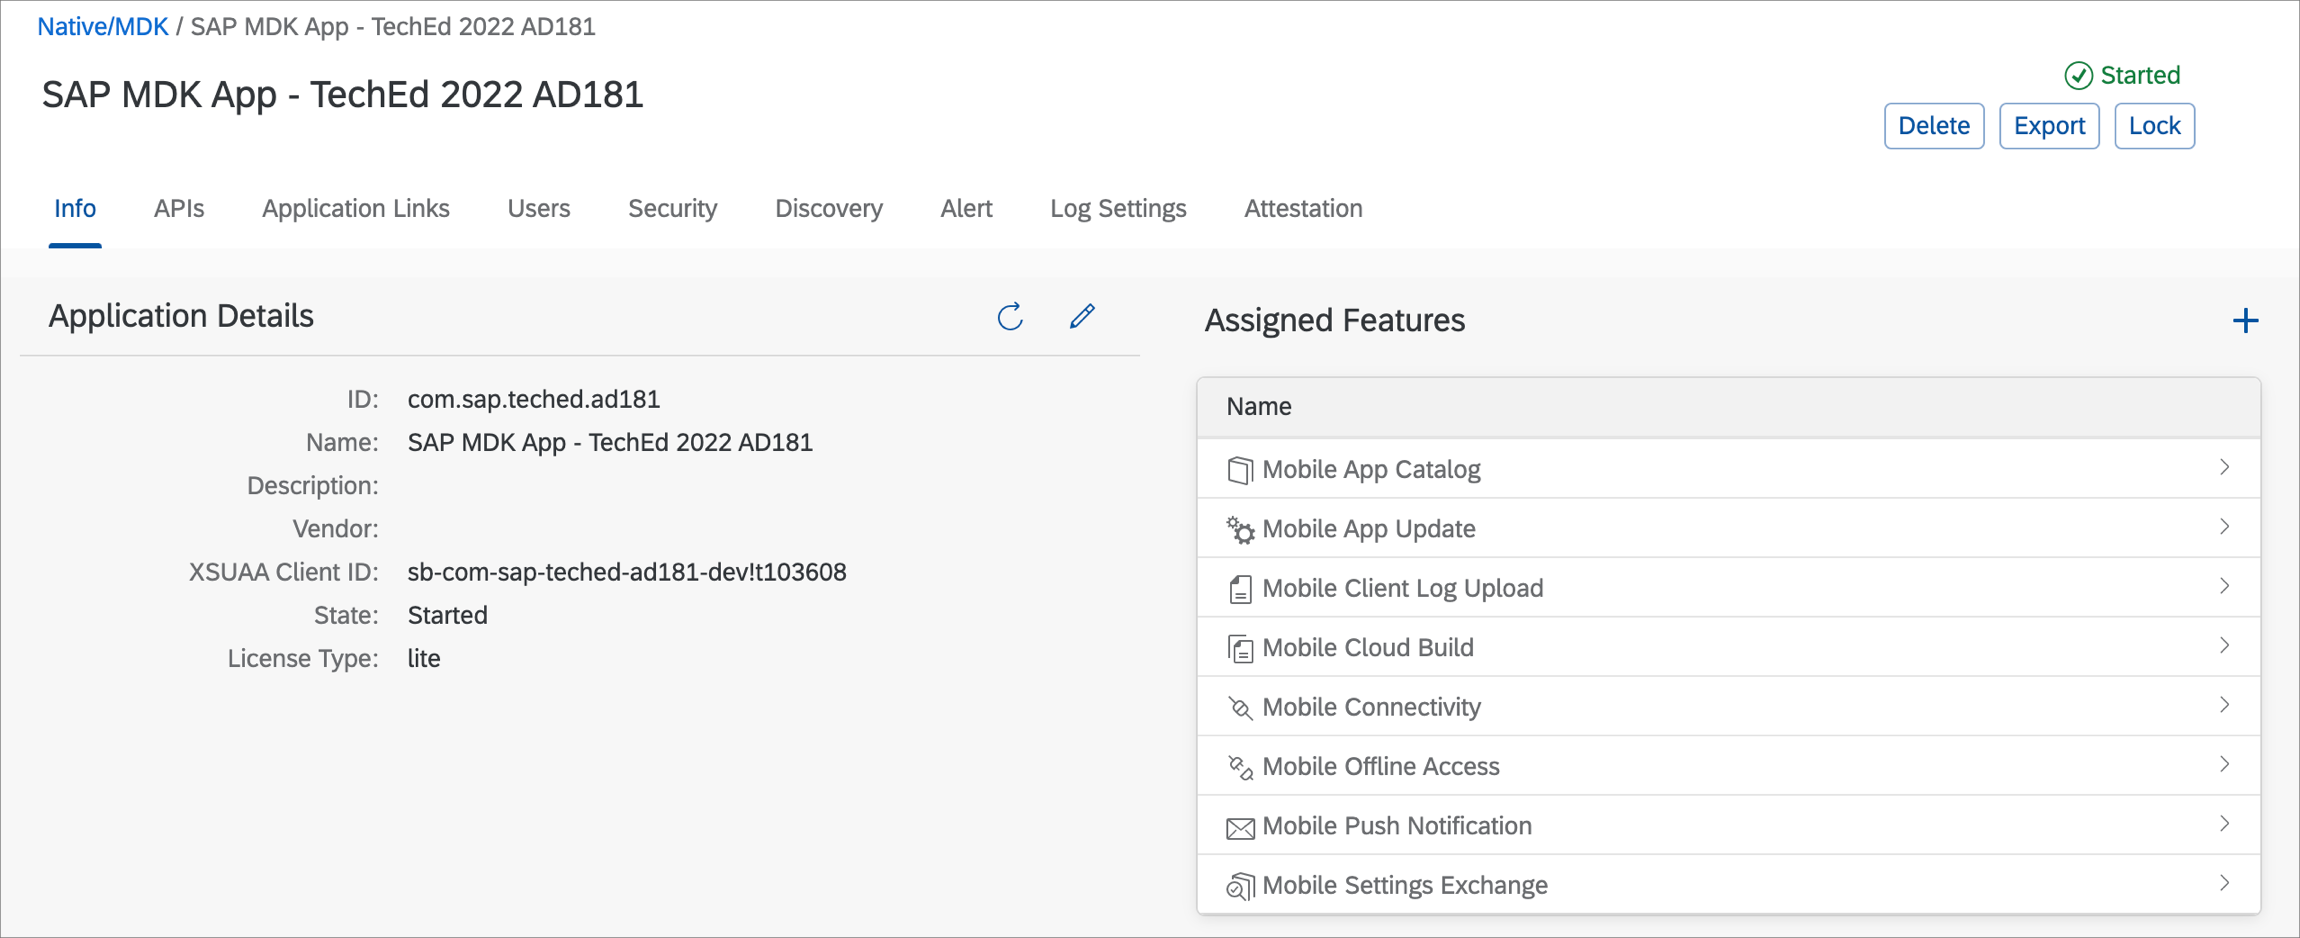 Native/MDK / SAP MDK App - TechEd 2022 AD181
SAP MDK App - TechEd 2022 AD181
Started
Delete Export Lock
Info APIs Application Links Users Security Discovery Alert Log Settings Attestation
Application Details
ID: com.sap.teched.ad181
Name: SAP MDK App - TechEd 2022 AD181
Description:
Vendor:
XSUAA Client ID: sb-com-sap-teched-ad181-dev!t103608
State: Started
License Type: lite
Assigned Features
Name
Mobile App Catalog
Mobile App Update
Mobile Client Log Upload
Mobile Cloud Build
Mobile Connectivity
Mobile Offline Access
Mobile Push Notification
Mobile Settings Exchange